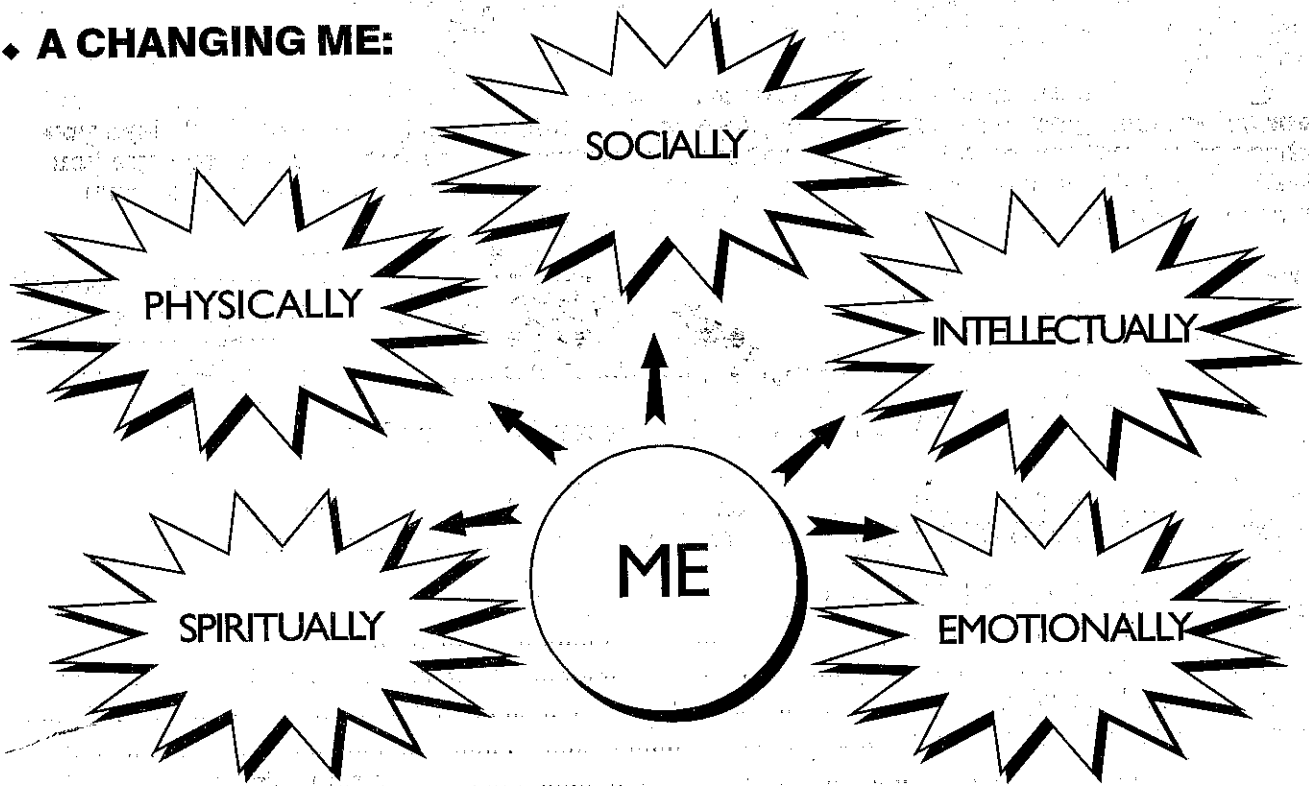 ◆ A CHANGING ME:
SOCIALLY
PHYSICALLY
INTELLECTUALLY
ME
SPIRITUALLY
EMOTIONALLY